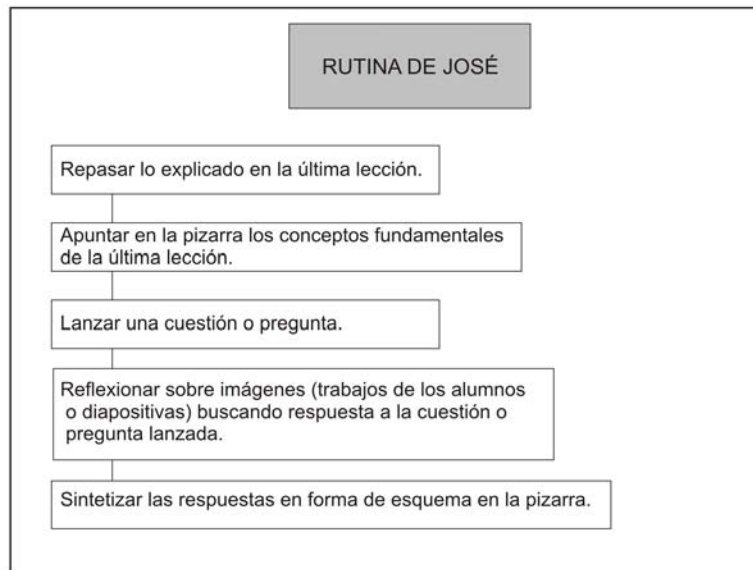 RUTINA DE JOSÉ
Repasar lo explicado en la última lección.
Apuntar en la pizarra los conceptos fundamentales
de la última lección.
Lanzar una cuestión o pregunta.
Reflexionar sobre imágenes (trabajos de los alumnos
o diapositivas) buscando respuesta a la cuestión o
pregunta lanzada.
Sintetizar las respuestas en forma de esquema en la pizarra.